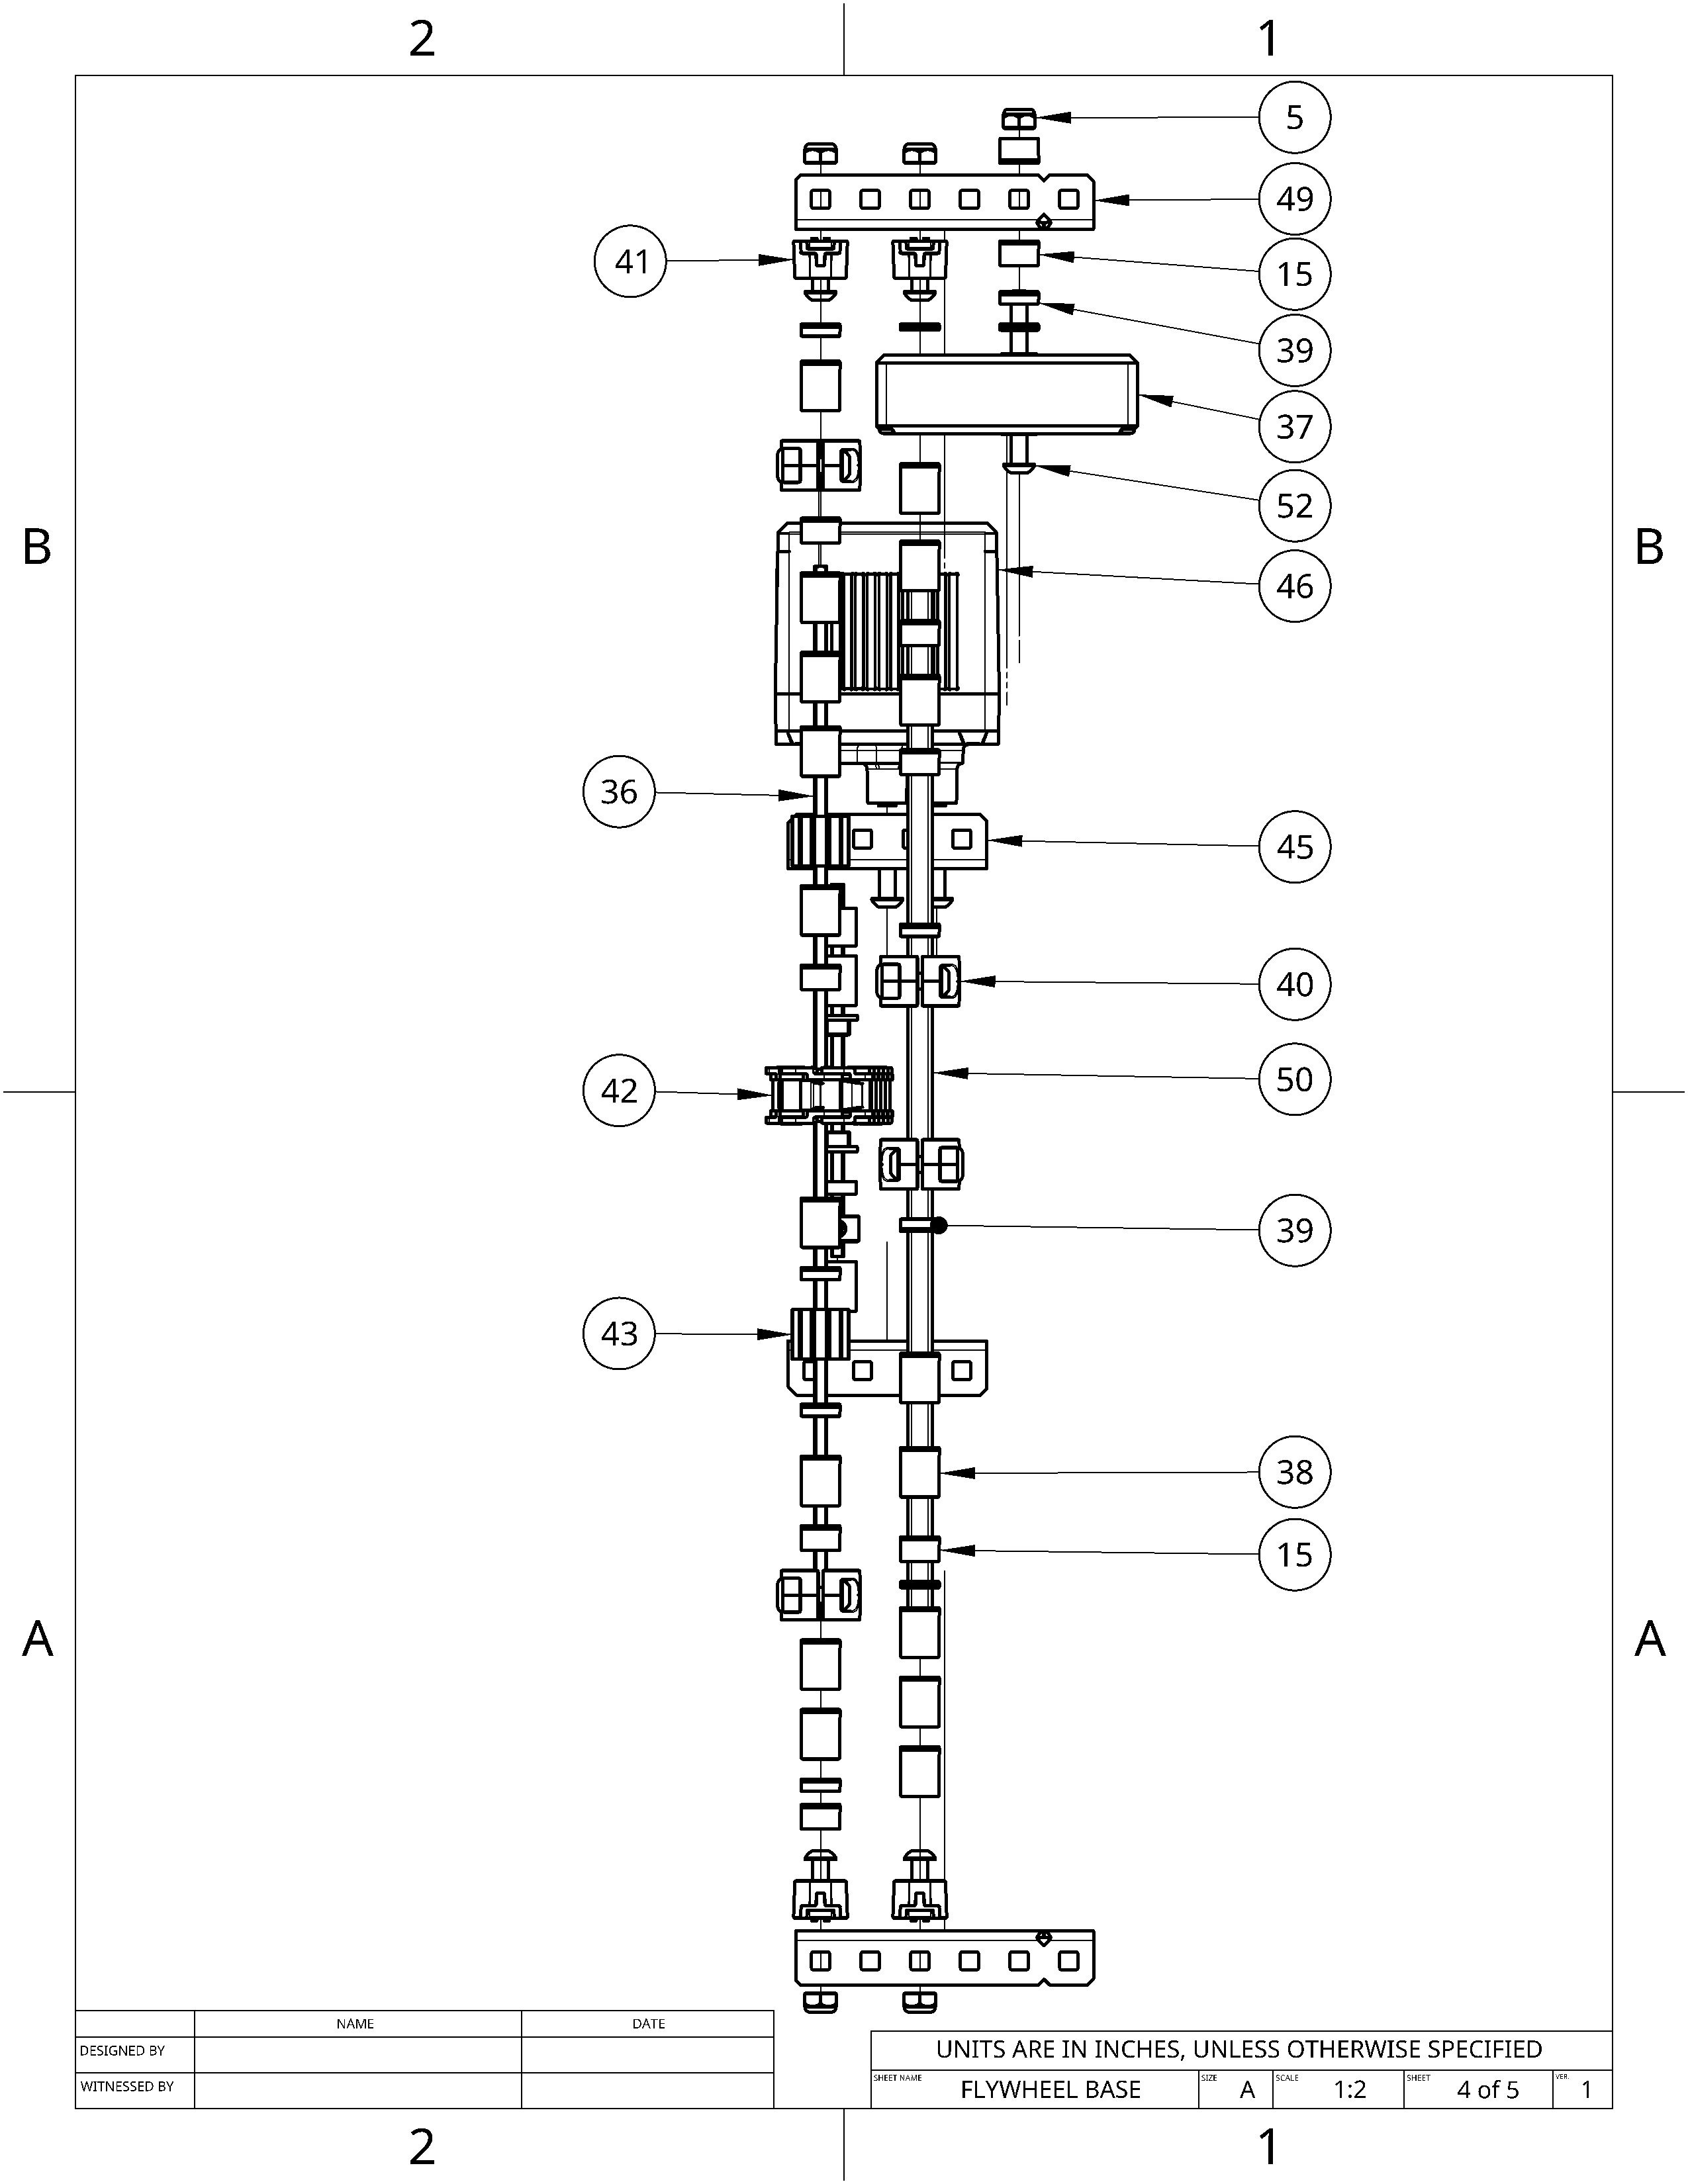 2 1
5
49
41
15
39
37
52
B B
46
36
45
40
50
42
39
43
38
15
A A
NAME DATE
DESIGNED BY
WITNESSED BY
UNITS ARE IN INCHES, UNLESS OTHERWISE SPECIFIED
SHEET NAME FLYWHEEL BASE SIZE A SCALE 1:2 SHEET 4 of 5 VER. 1
2 1